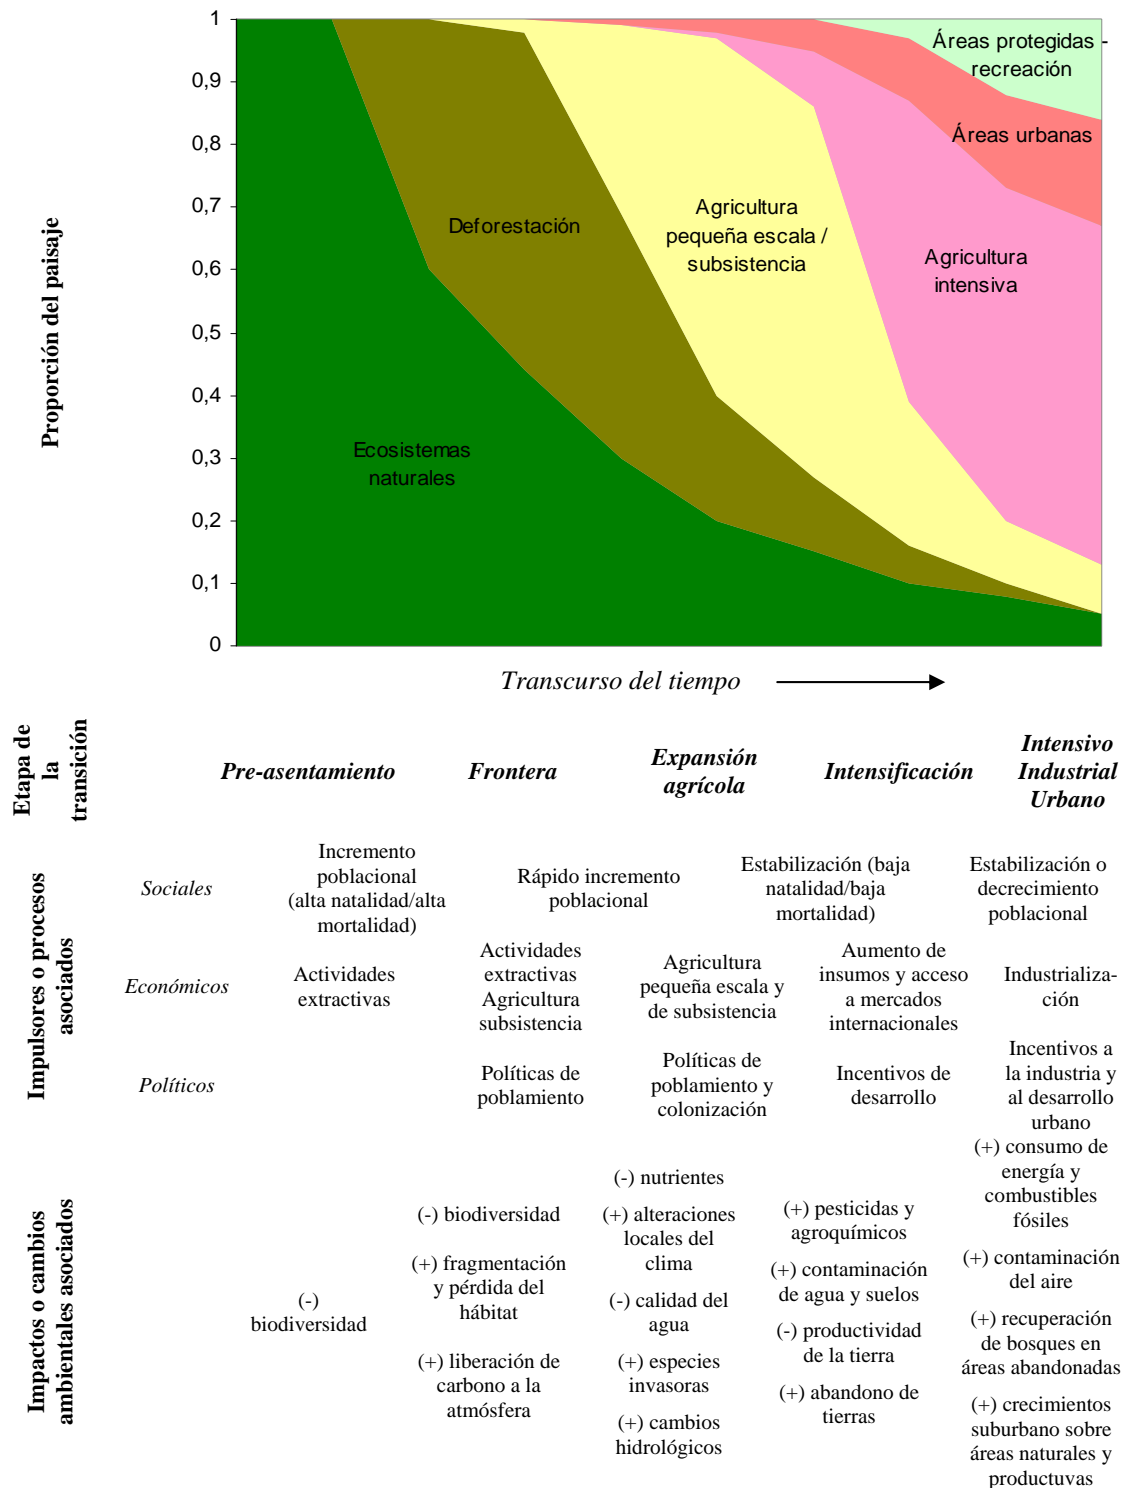 1
0,9
0,8
0,7
0,6
0,5
0,4
0,3
0,2
0,1
0
Proporción del paisaje
Áreas protegidas -
recreación
Áreas urbanas
Agricultura
pequeña escala /
subsistencia
Deforestación
Agricultura
intensiva
Ecosistemas
naturales
Transcurso del tiempo
Etapa de
la
transición
Pre-asentamiento
Frontera
Expansión
agrícola
Intensificación
Intensivo
Industrial
Urbano
Impulsores o procesos
asociados
Sociales
Incremento
poblacional
(alta natalidad/alta
mortalidad)
Rápido incremento
poblacional
Estabilización (baja
natalidad/baja
mortalidad)
Estabilización o
decrecimiento
poblacional
Económicos
Actividades
extractivas
Actividades
extractivas
Agricultura
subsistencia
Agricultura
pequeña escala y
de subsistencia
Aumento de
insumos y acceso
a mercados
internacionales
Industrializa-
ción
Políticos
Políticas de
poblamiento
Políticas de
poblamiento y
colonización
Incentivos de
desarrollo
Incentivos a
la industria y
al desarrollo
urbano
Impactos o cambios
ambientales asociados
(-)
biodiversidad
(-) biodiversidad
(+) fragmentación
y pérdida del
hábitat
(+) liberación de
carbono a la
atmósfera
(-) nutrientes
(+) alteraciones
locales del
clima
(-) calidad del
agua
(+) especies
invasoras
(+) cambios
hidrológicos
(+) pesticidas y
agroquímicos
(+) contaminación
de agua y suelos
(-) productividad
de la tierra
(+) abandono de
tierras
(+) consumo de
energía y
combustibles
fósiles
(+) contaminación
del aire
(+) recuperación
de bosques en
áreas abandonadas
(+) crecimientos
suburbano sobre
áreas naturales y
productuvas